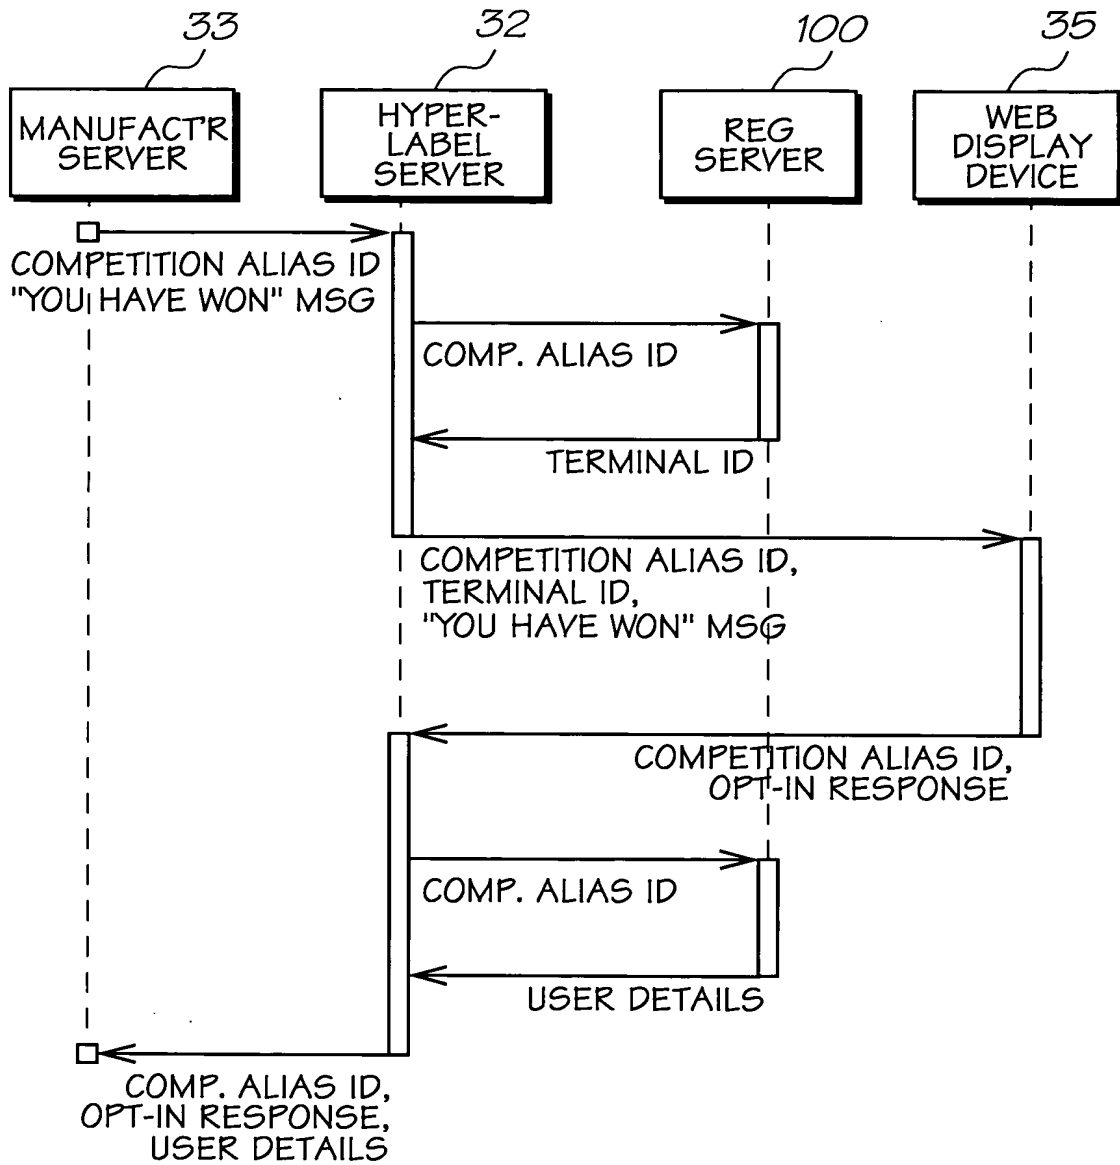 33
32
100
35
MANUFACT'R
SERVER
HYPER-
LABEL
SERVER
REG
SERVER
WEB
DISPLAY
DEVICE
COMPETITION ALIAS ID
"YOU HAVE WON" MSG
COMP. ALIAS ID
TERMINAL ID
COMPETITION ALIAS ID,
TERMINAL ID,
"YOU HAVE WON" MSG
COMPETITION ALIAS ID,
OPT-IN RESPONSE
COMP. ALIAS ID
USER DETAILS
COMP. ALIAS ID,
OPT-IN RESPONSE,
USER DETAILS